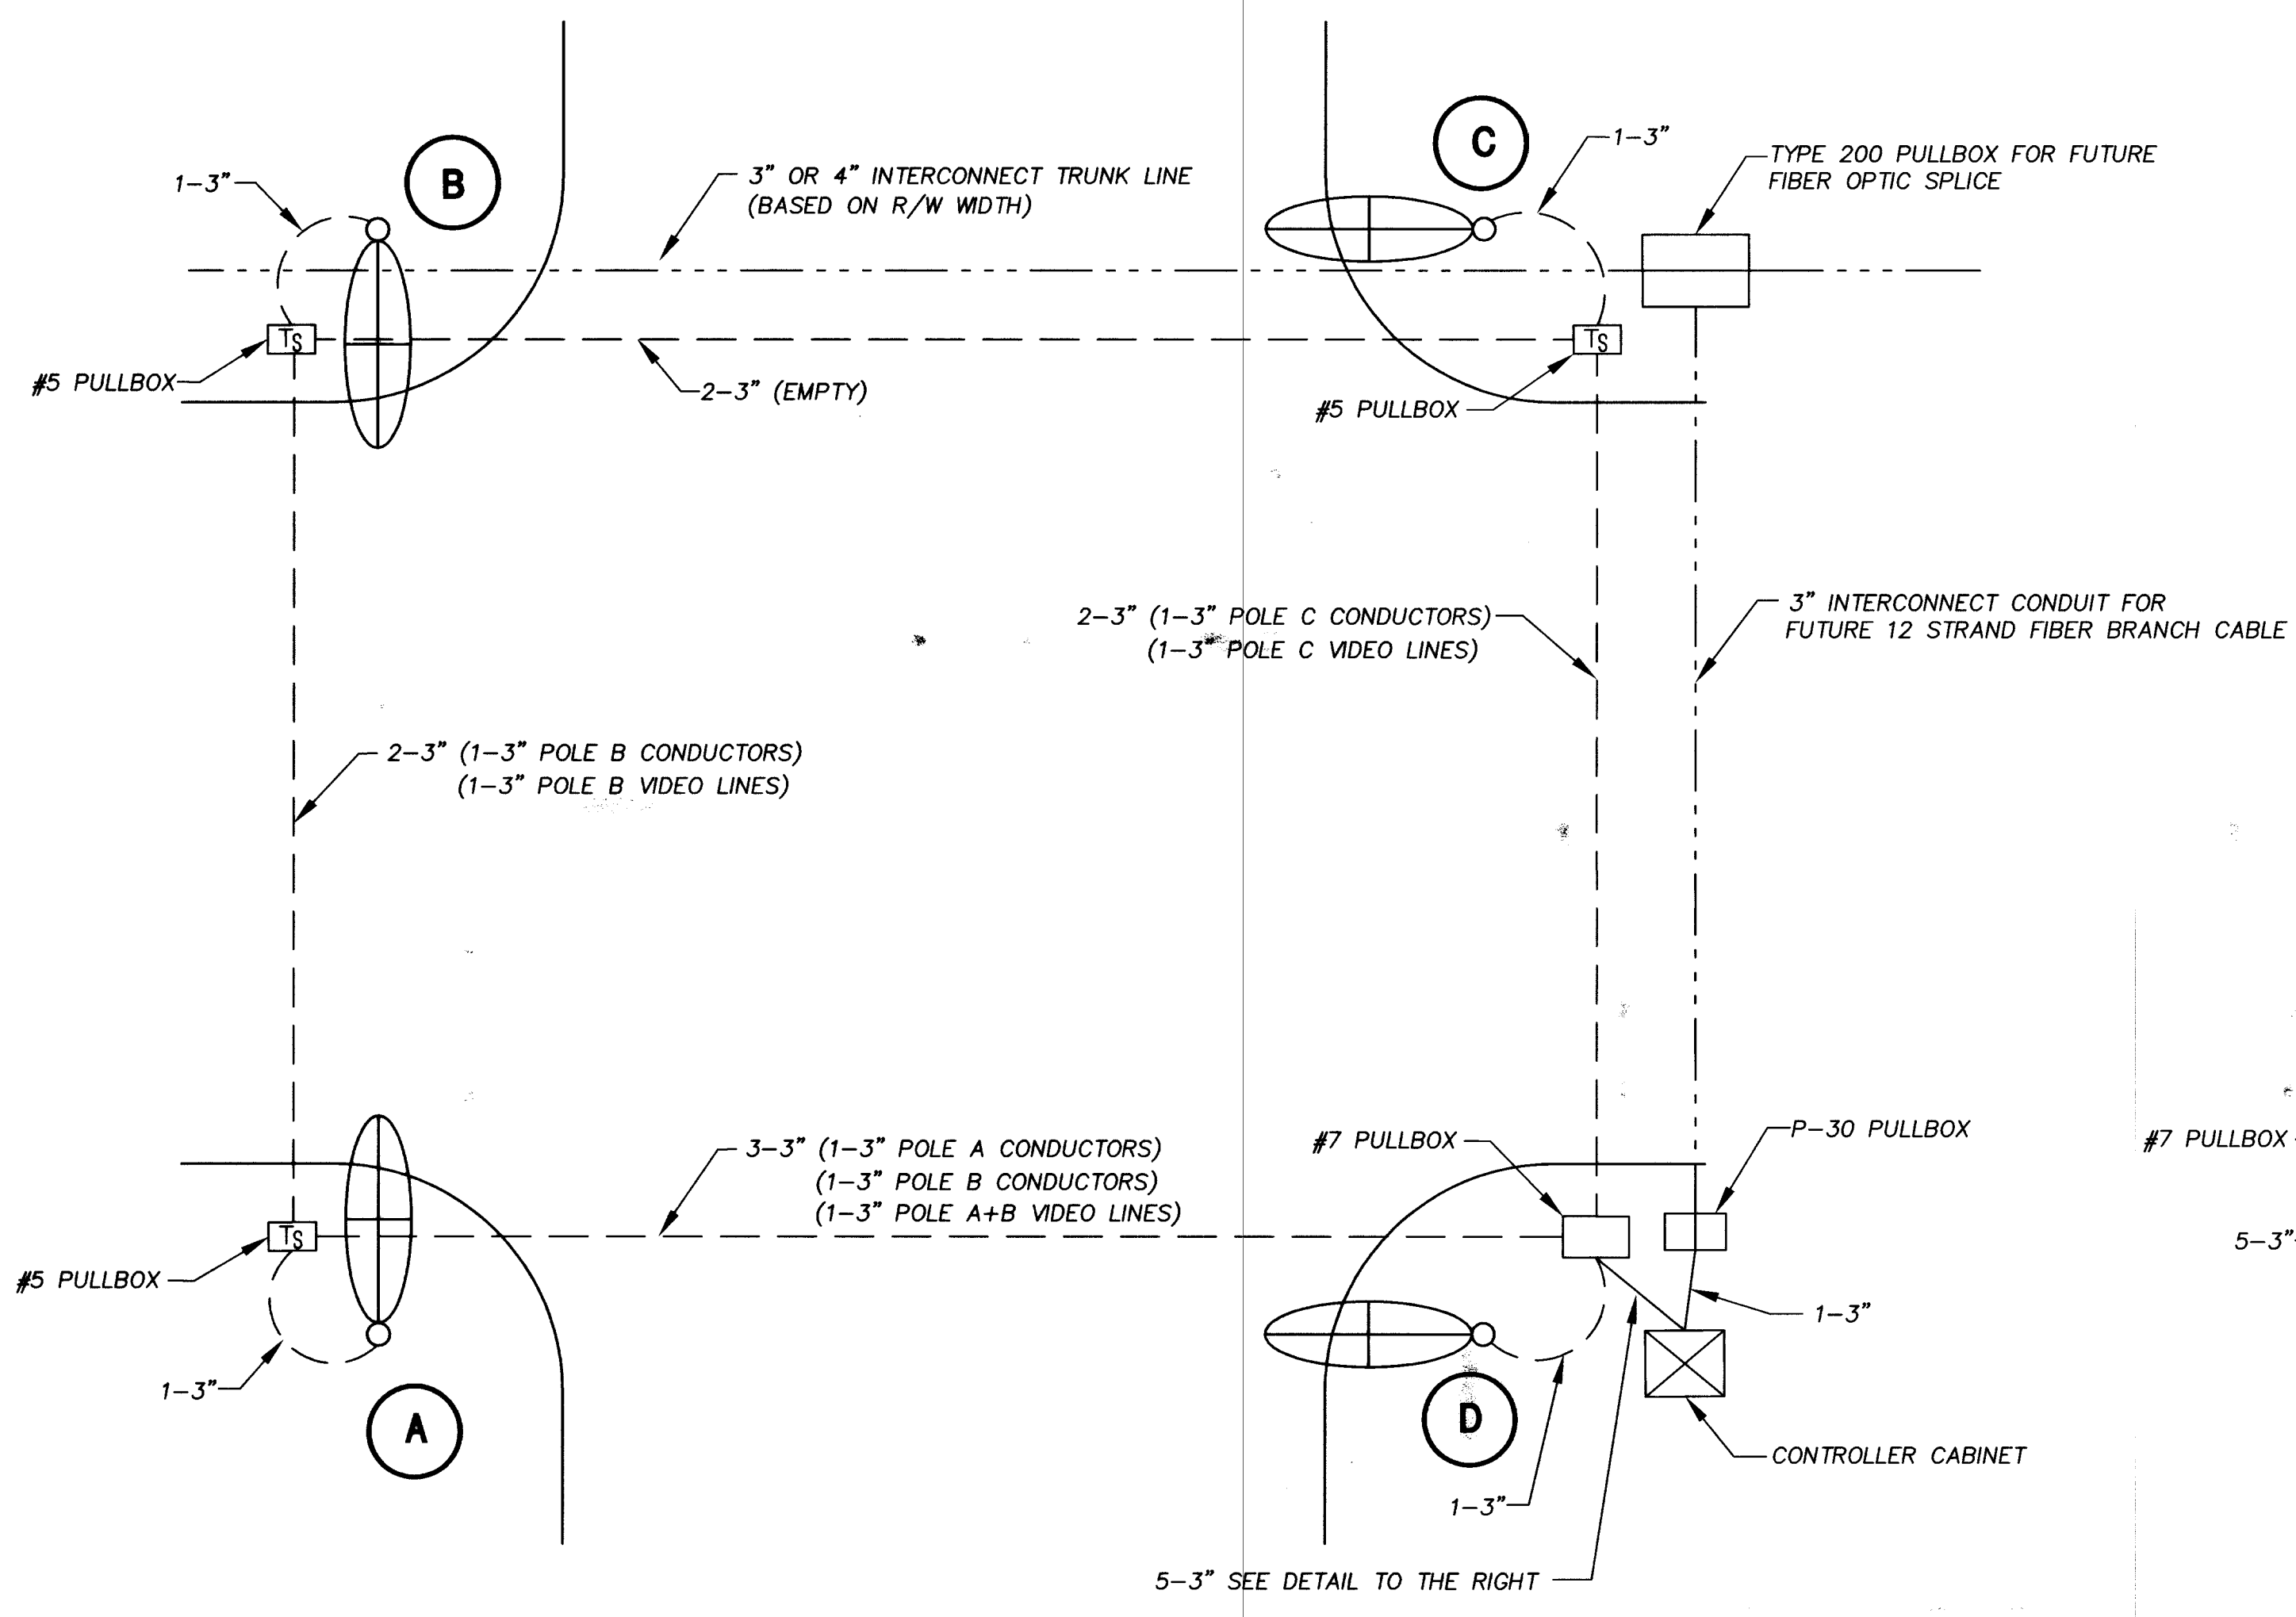 B
C
1-3"
1-3"
3" OR 4" INTERCONNECT TRUNK LINE
(BASED ON R/W WIDTH)
TYPE 200 PULLBOX FOR FUTURE
FIBER OPTIC SPLICE
TS
TS
#5 PULLBOX
2-3" (EMPTY)
#5 PULLBOX
2-3" (1-3" POLE C CONDUCTORS)
(1-3" POLE C VIDEO LINES)
3" INTERCONNECT CONDUIT FOR
FUTURE 12 STRAND FIBER BRANCH CABLE
2-3" (1-3" POLE B CONDUCTORS)
(1-3" POLE B VIDEO LINES)
3-3" (1-3" POLE A CONDUCTORS)
(1-3" POLE B CONDUCTORS)
(1-3" POLE A+B VIDEO LINES)
#7 PULLBOX
P-30 PULLBOX
#7 PULLBOX
TS
5-3"
#5 PULLBOX
1-3"
1-3"
A
D
CONTROLLER CABINET
1-3"
5-3" SEE DETAIL TO THE RIGHT